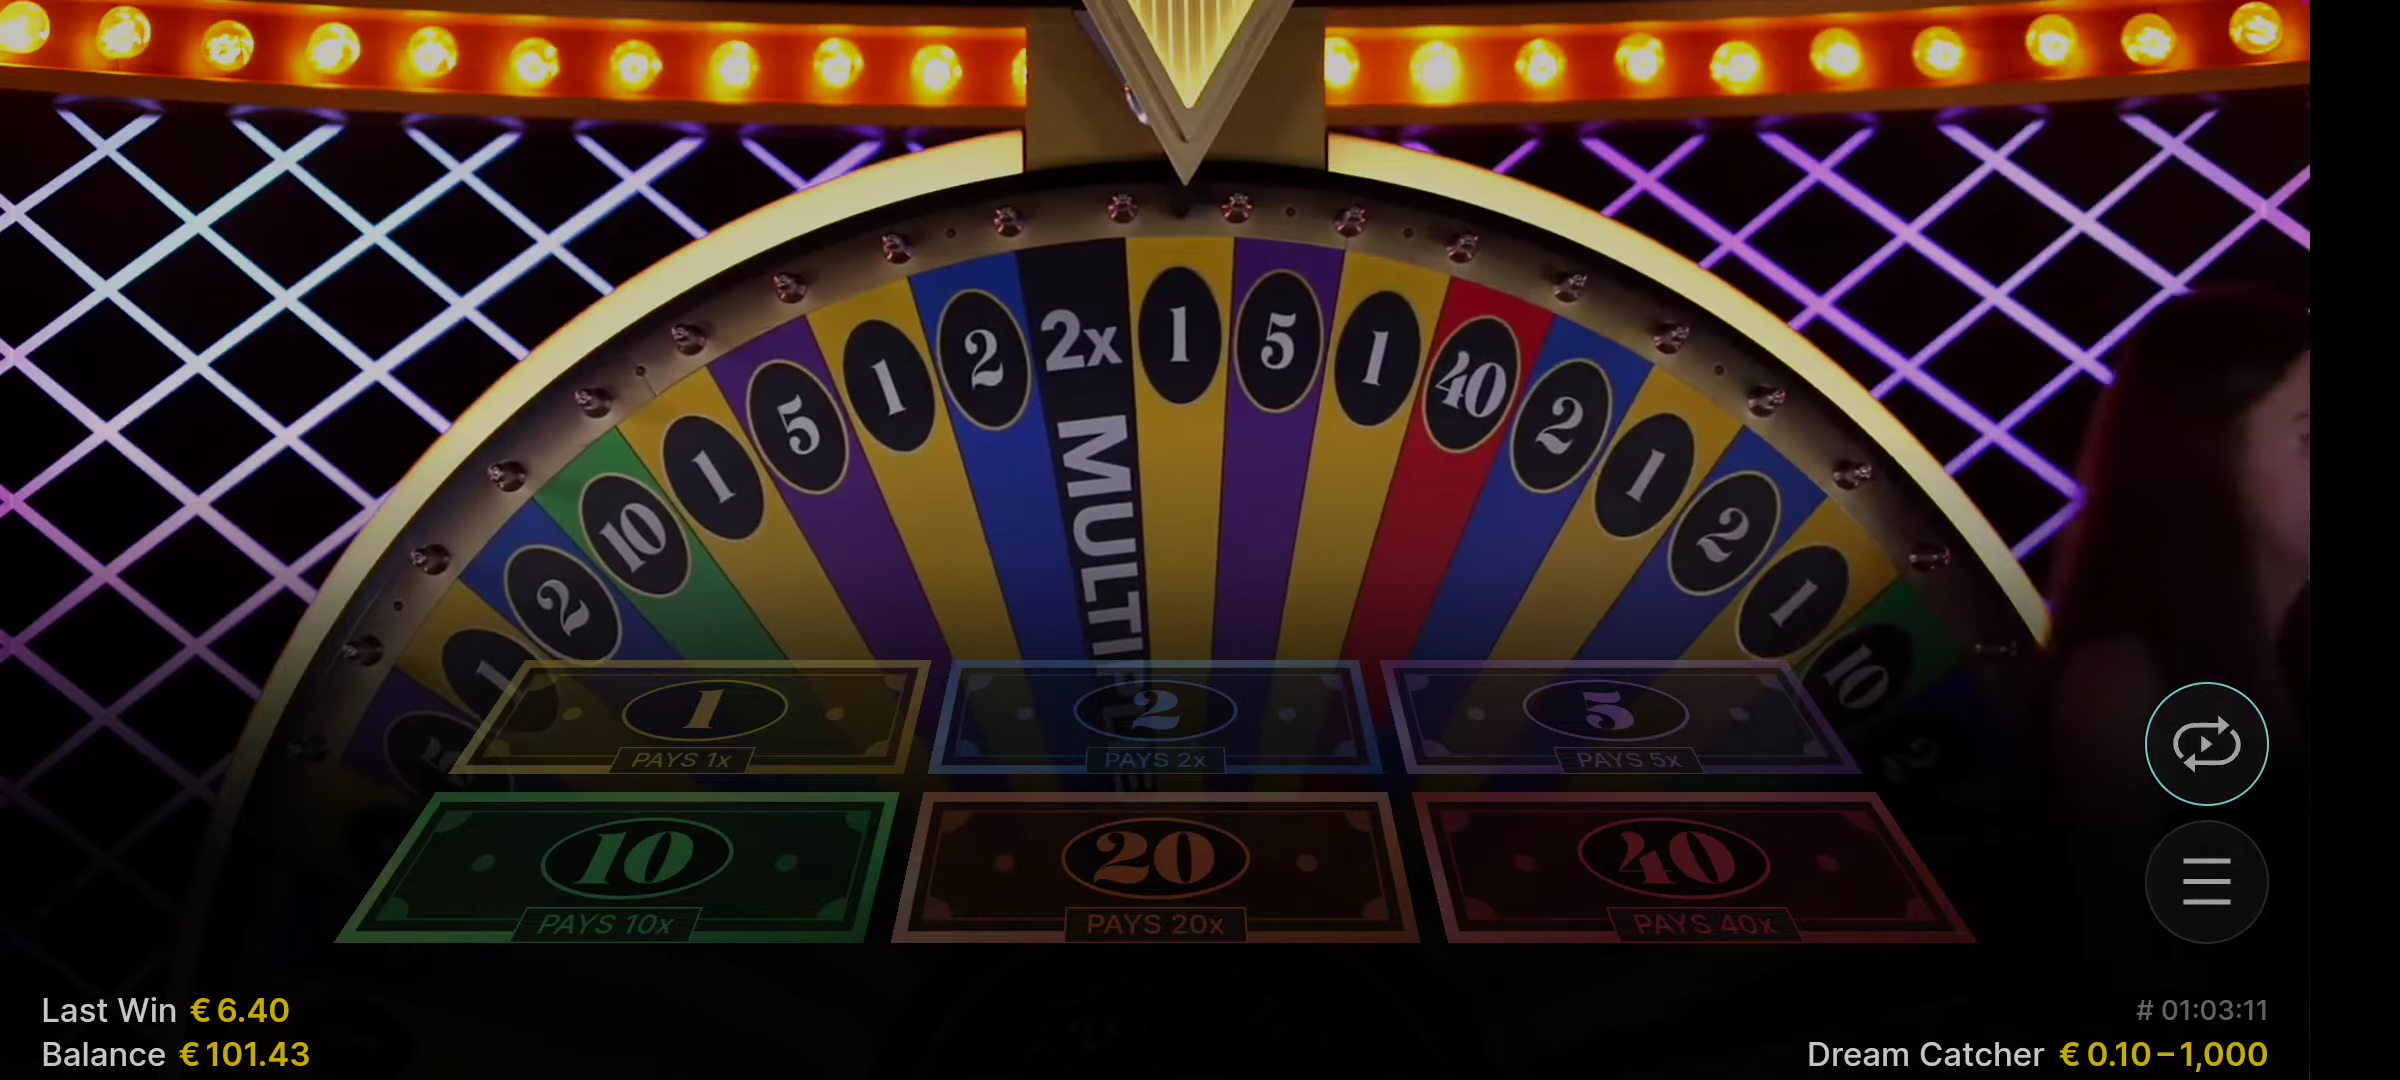 2x
MULTIPLE
1
5
1
40
2
1
2
1
10
2
2
1
5
1
10
2
1
1
PAYS 1x
2
PAYS 2x
5
PAYS 5x
10
PAYS 10x
20
PAYS 20x
40
PAYS 40x
Last Win € 6.40
Balance € 101.43
# 01:03:11
Dream Catcher € 0.10 – 1,000